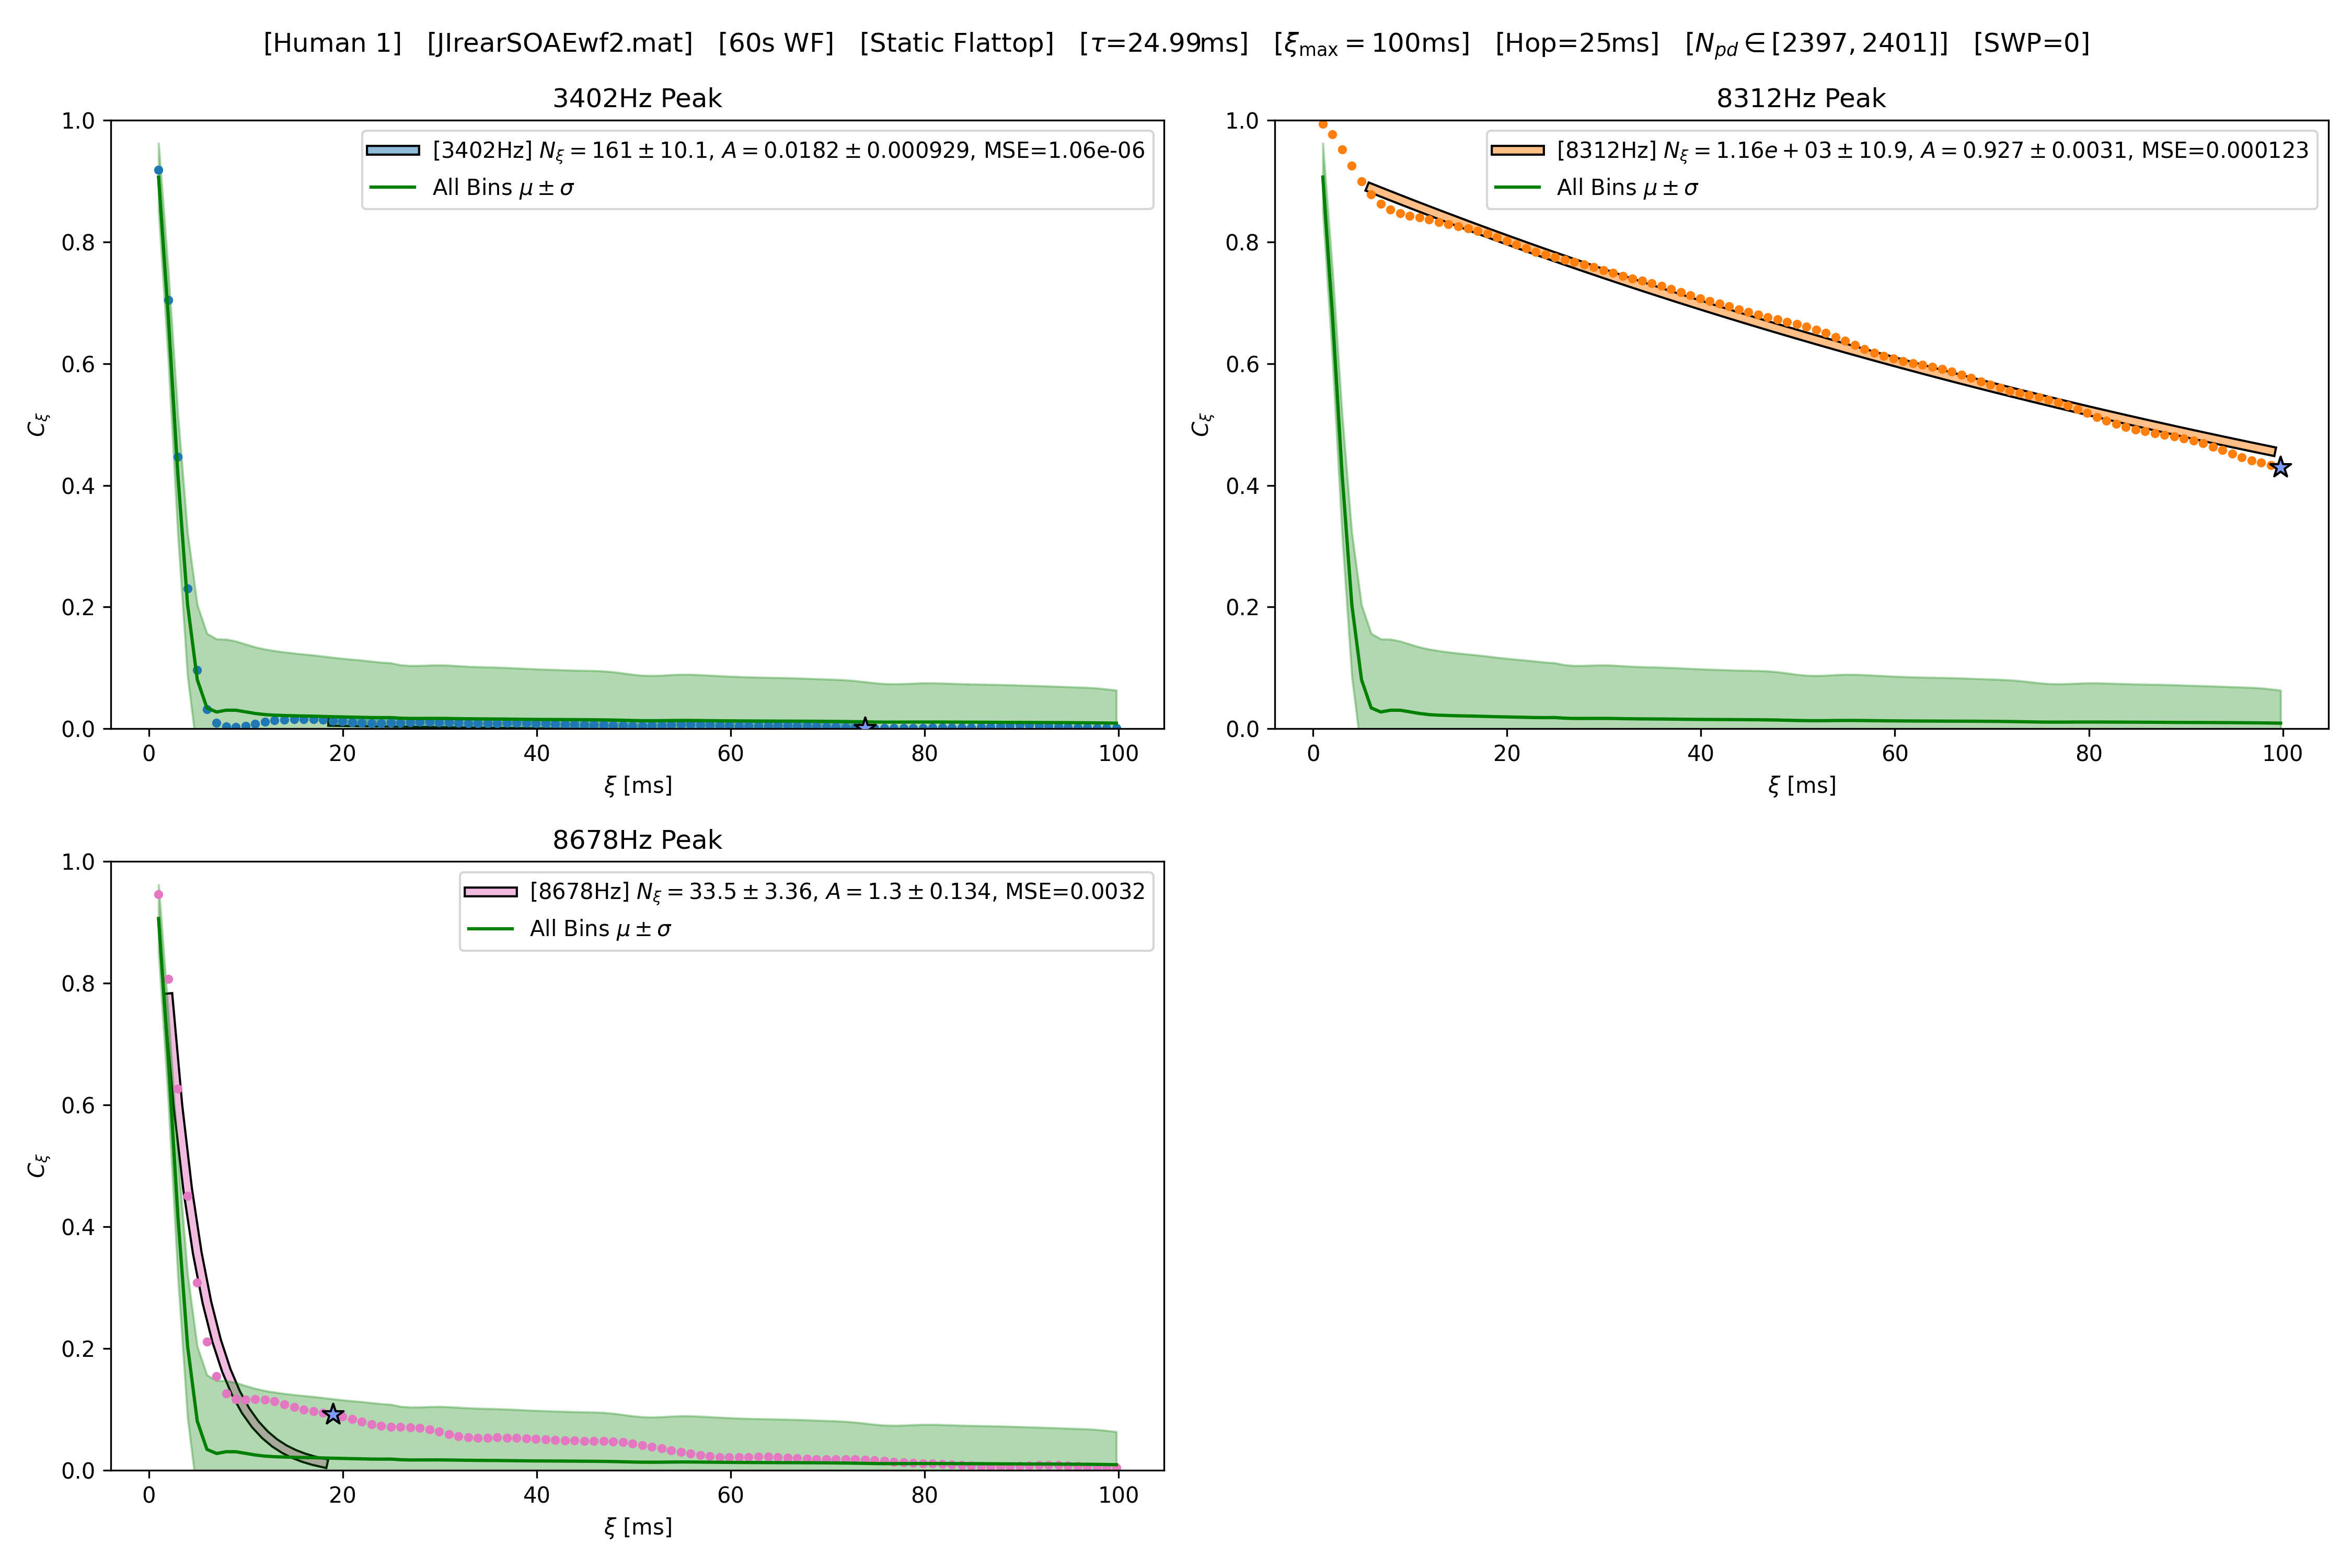 [Human 1] [JIrearSOAEwf2.mat] [60s WF] [Static Flattop] [τ=24.99ms] [ξmax = 100ms] [Hop=25ms] [Npd ∈ [2397, 2401]] [SWP=0]
3402Hz Peak
[3402Hz] Nξ = 161 ± 10.1, A = 0.0182 ± 0.000929, MSE=1.06e-06
All Bins μ ± σ
1.0
0.8
0.6
0.4
0.2
0.0
Cξ
0 20 40 60 80 100
ξ [ms]
8312Hz Peak
[8312Hz] Nξ = 1.16e + 03 ± 10.9, A = 0.927 ± 0.0031, MSE=0.000123
All Bins μ ± σ
1.0
0.8
0.6
0.4
0.2
0.0
Cξ
0 20 40 60 80 100
ξ [ms]
8678Hz Peak
[8678Hz] Nξ = 33.5 ± 3.36, A = 1.3 ± 0.134, MSE=0.0032
All Bins μ ± σ
1.0
0.8
0.6
0.4
0.2
0.0
Cξ
0 20 40 60 80 100
ξ [ms]